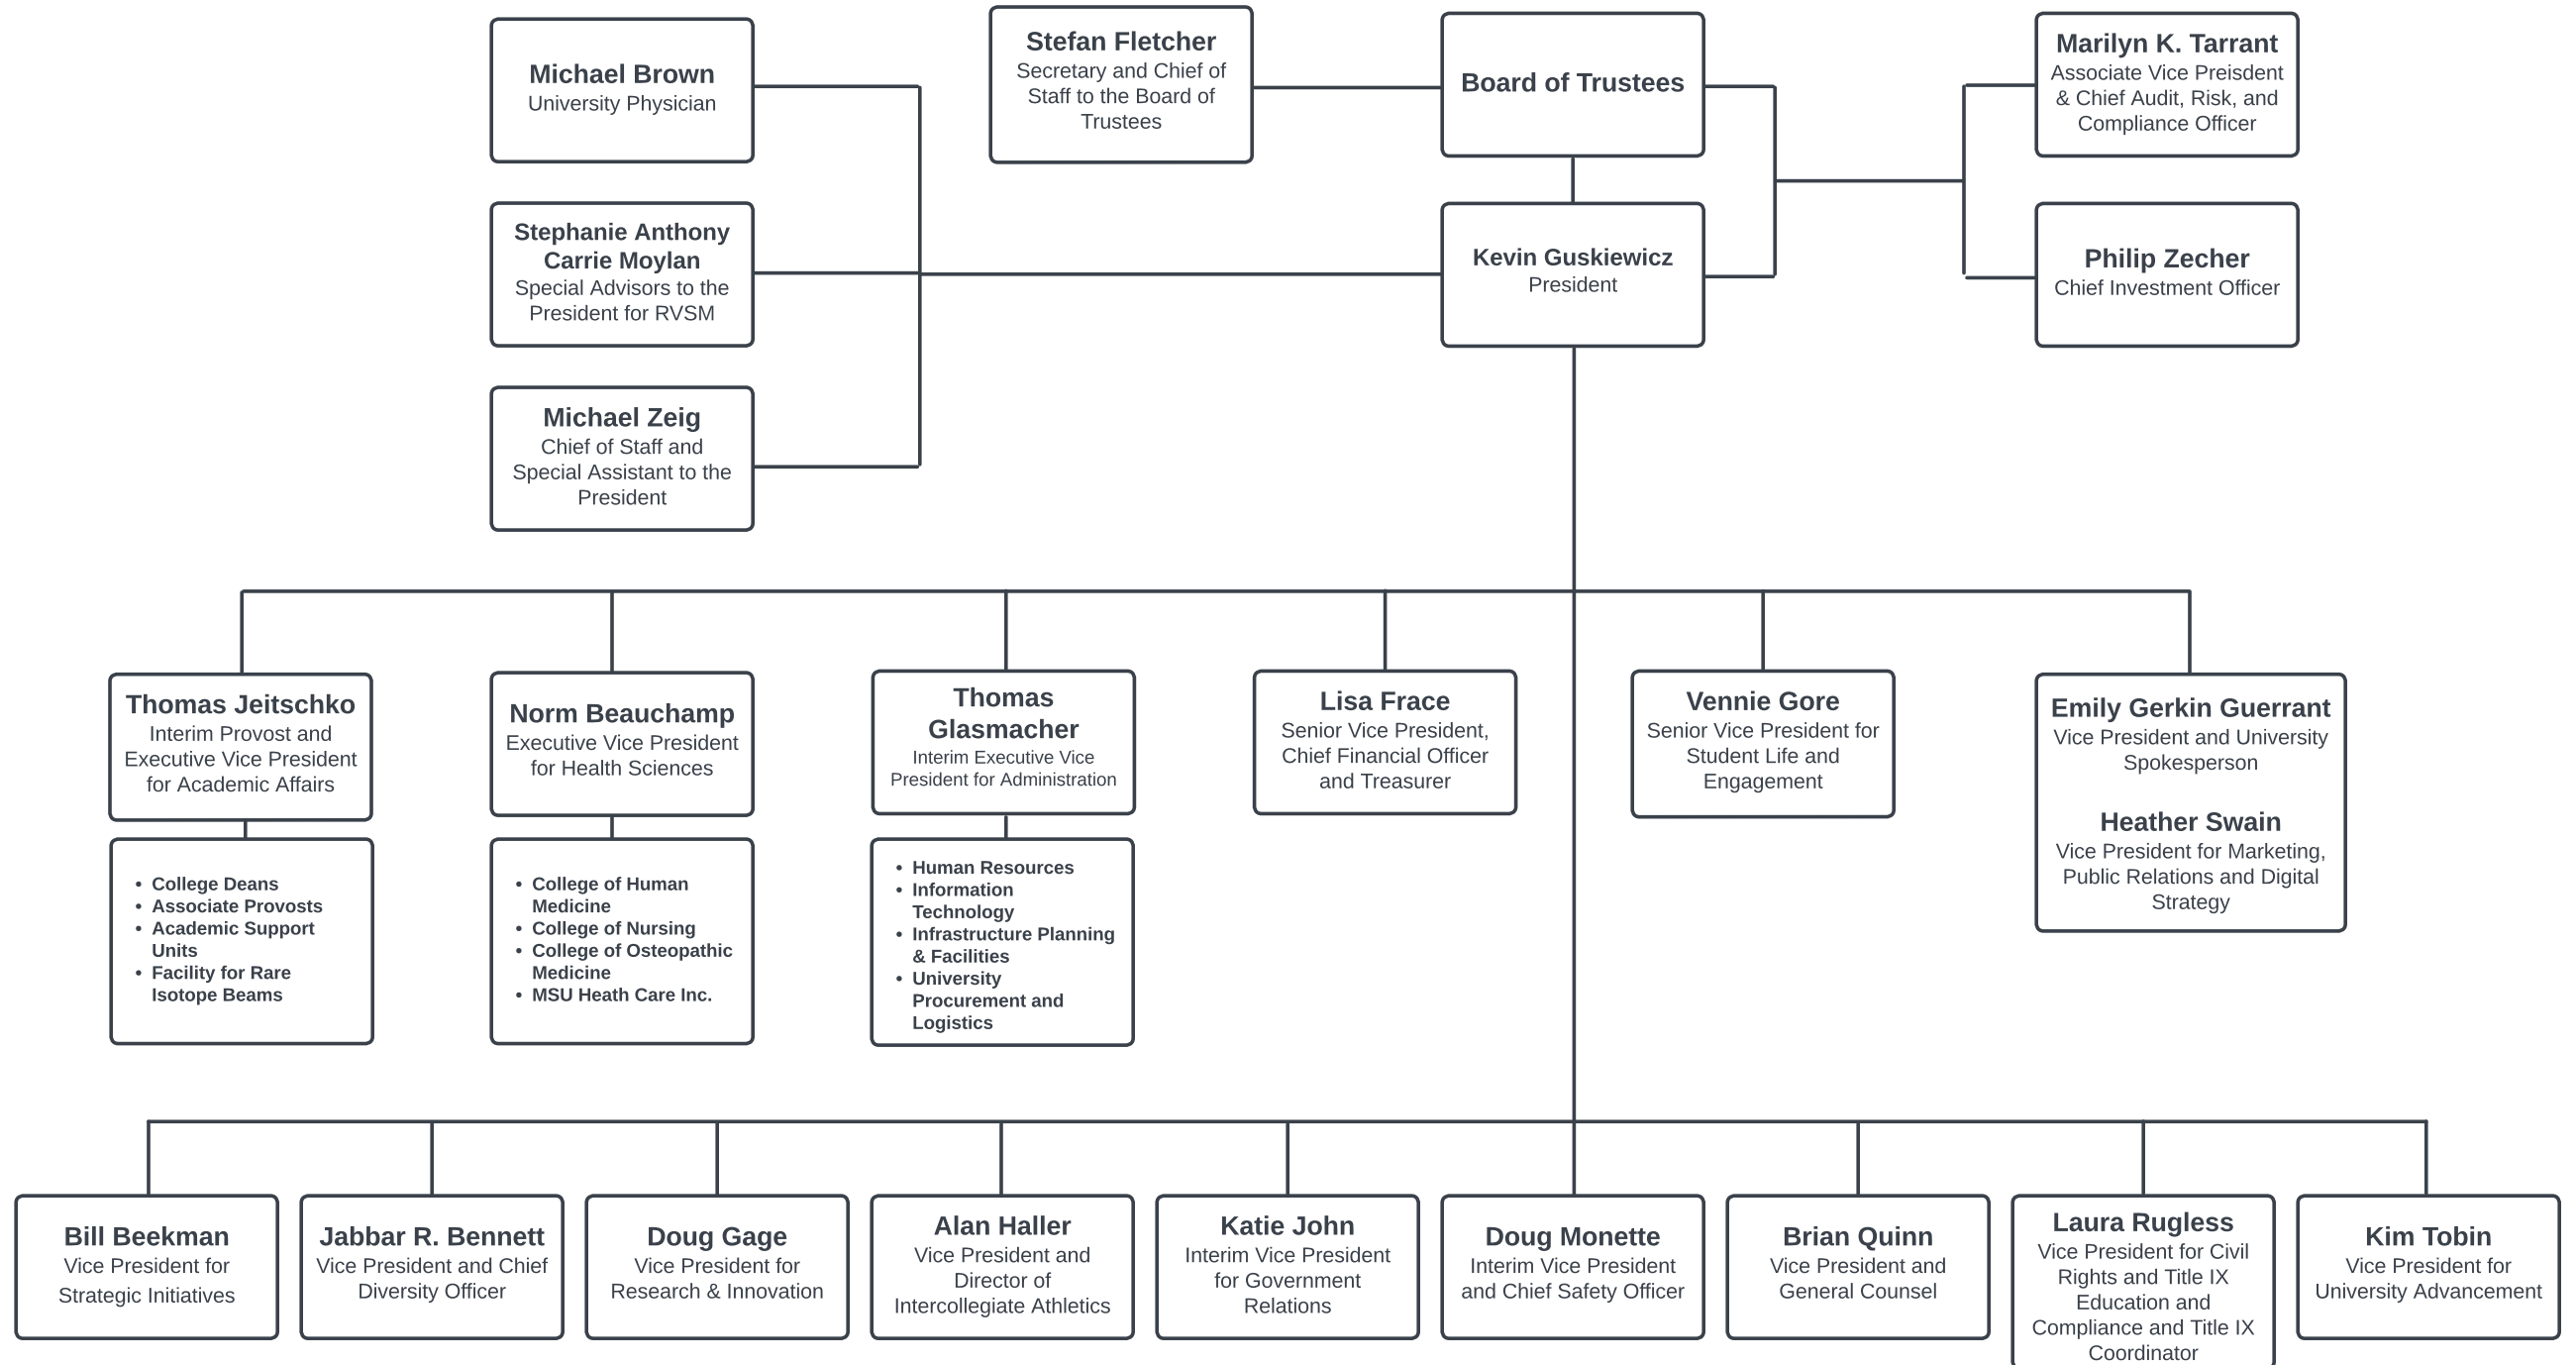 Michael Brown
University Physician
Stefan Fletcher
Secretary and Chief of
Staff to the Board of
Trustees
Board of Trustees
Marilyn K. Tarrant
Associate Vice Preisdent
& Chief Audit, Risk, and
Compliance Officer
Stephanie Anthony
Carrie Moylan
Special Advisors to the
President for RVSM
Kevin Guskiewicz
President
Philip Zecher
Chief Investment Officer
Michael Zeig
Chief of Staff and
Special Assistant to the
President
Thomas Jeitschko
Interim Provost and
Executive Vice President
for Academic Affairs
Norm Beauchamp
Executive Vice President
for Health Sciences
Thomas
Glasmacher
Interim Executive Vice
President for Administration
Lisa Frace
Senior Vice President,
Chief Financial Officer
and Treasurer
Vennie Gore
Senior Vice President for
Student Life and
Engagement
Emily Gerkin Guerrant
Vice President and University
Spokesperson
Heather Swain
Vice President for Marketing,
Public Relations and Digital
Strategy
• College Deans
• Associate Provosts
• Academic Support
Units
• Facility for Rare
Isotope Beams
• College of Human
Medicine
• College of Nursing
• College of Osteopathic
Medicine
• MSU Heath Care Inc.
• Human Resources
• Information
Technology
• Infrastructure Planning
& Facilities
• University
Procurement and
Logistics
Bill Beekman
Vice President for
Strategic Initiatives
Jabbar R. Bennett
Vice President and Chief
Diversity Officer
Doug Gage
Vice President for
Research & Innovation
Alan Haller
Vice President and
Director of
Intercollegiate Athletics
Katie John
Interim Vice President
for Government
Relations
Doug Monette
Interim Vice President
and Chief Safety Officer
Brian Quinn
Vice President and
General Counsel
Laura Rugless
Vice President for Civil
Rights and Title IX
Education and
Compliance and Title IX
Coordinator
Kim Tobin
Vice President for
University Advancement